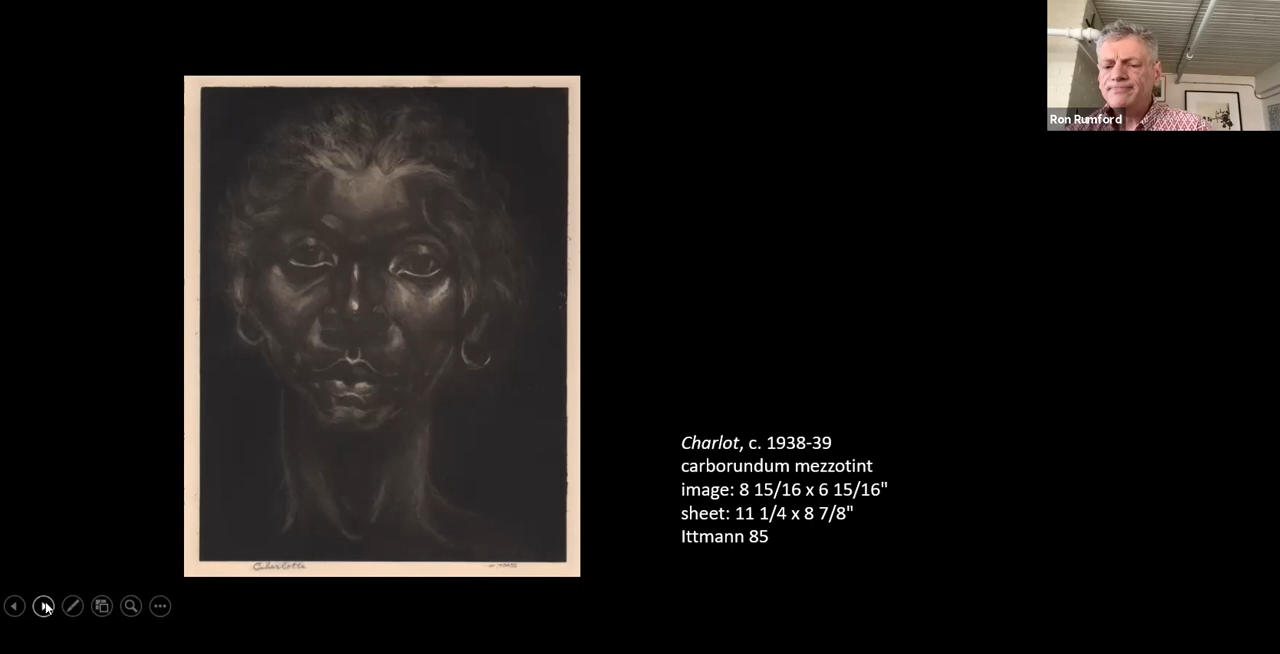 Ron Rumford
Charlot, c. 1938-39
carborundum mezzotint
image: 8 15/16 x 6 15/16"
sheet: 11 1/4 x 8 7/8"
Ittmann 85
Charlotte